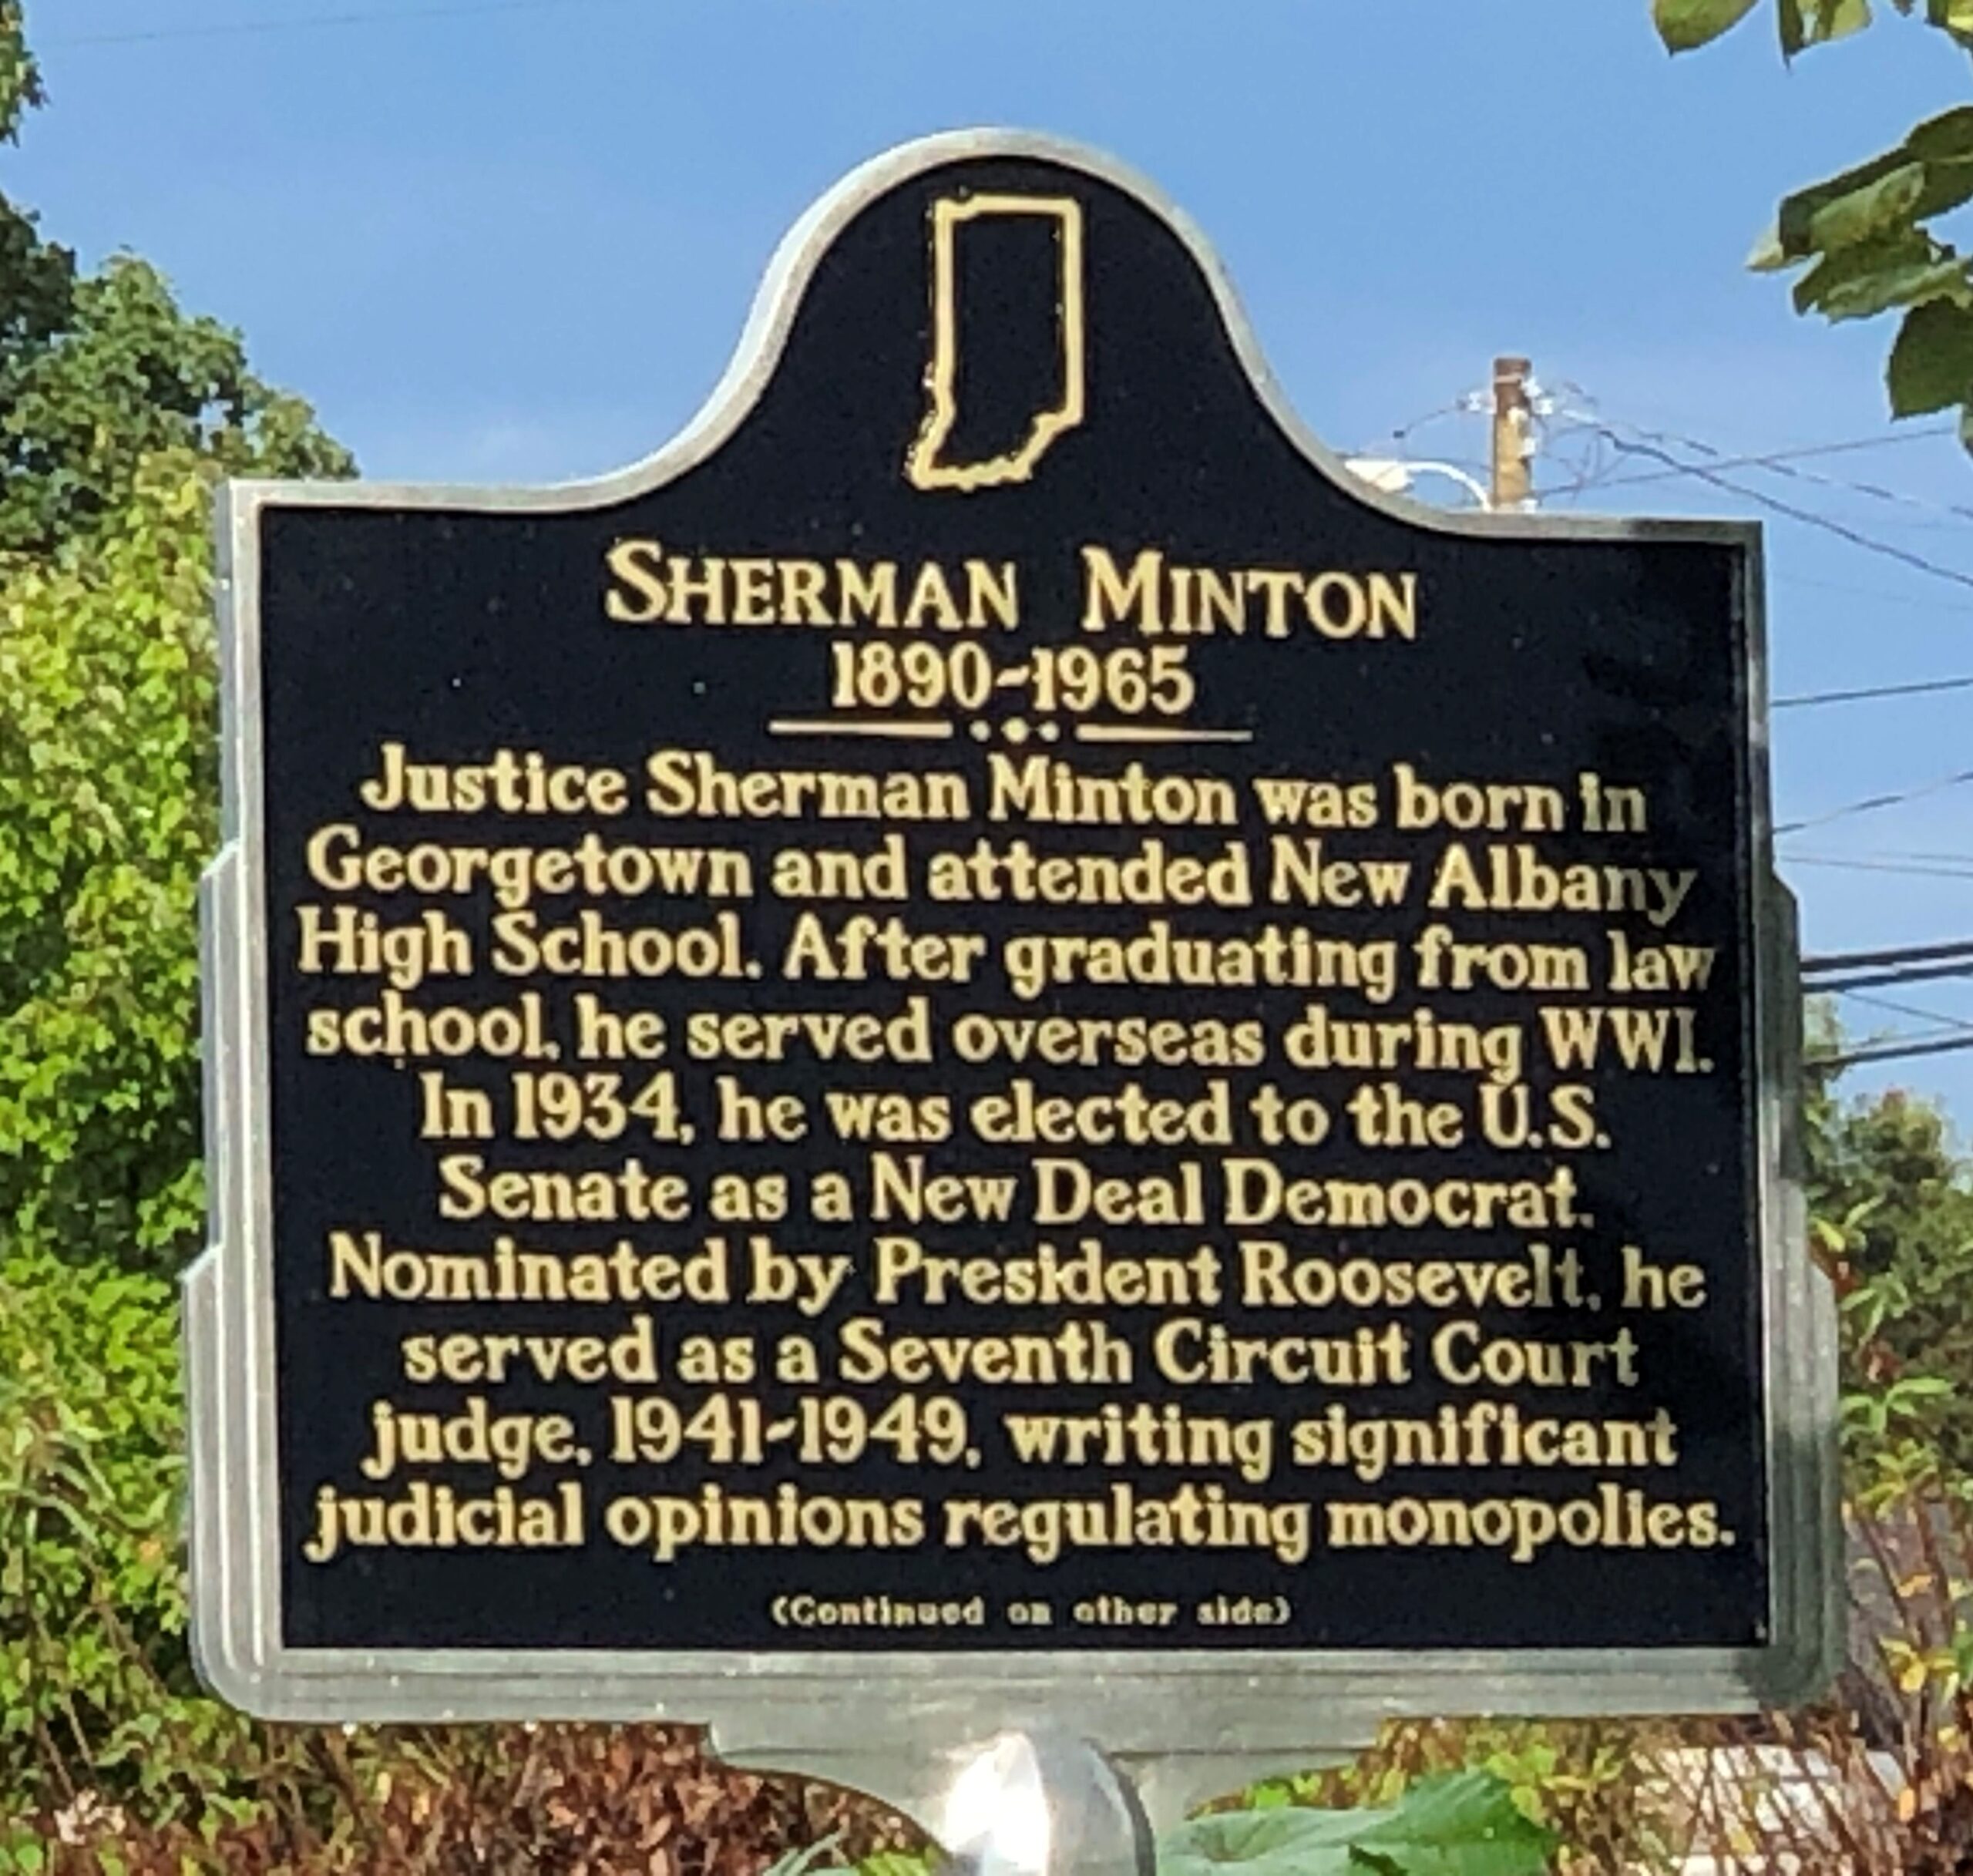 SHERMAN MINTON
1890-1965
Justice Sherman Minton was born in
Georgetown and attended New Albany
High School. After graduating from law
school, he served overseas during WWI.
In 1934, he was elected to the U.S.
Senate as a New Deal Democrat.
Nominated by President Roosevelt, he
served as a Seventh Circuit Court
judge, 1941-1949, writing significant
judicial opinions regulating monopolies.
(Continued on other side)